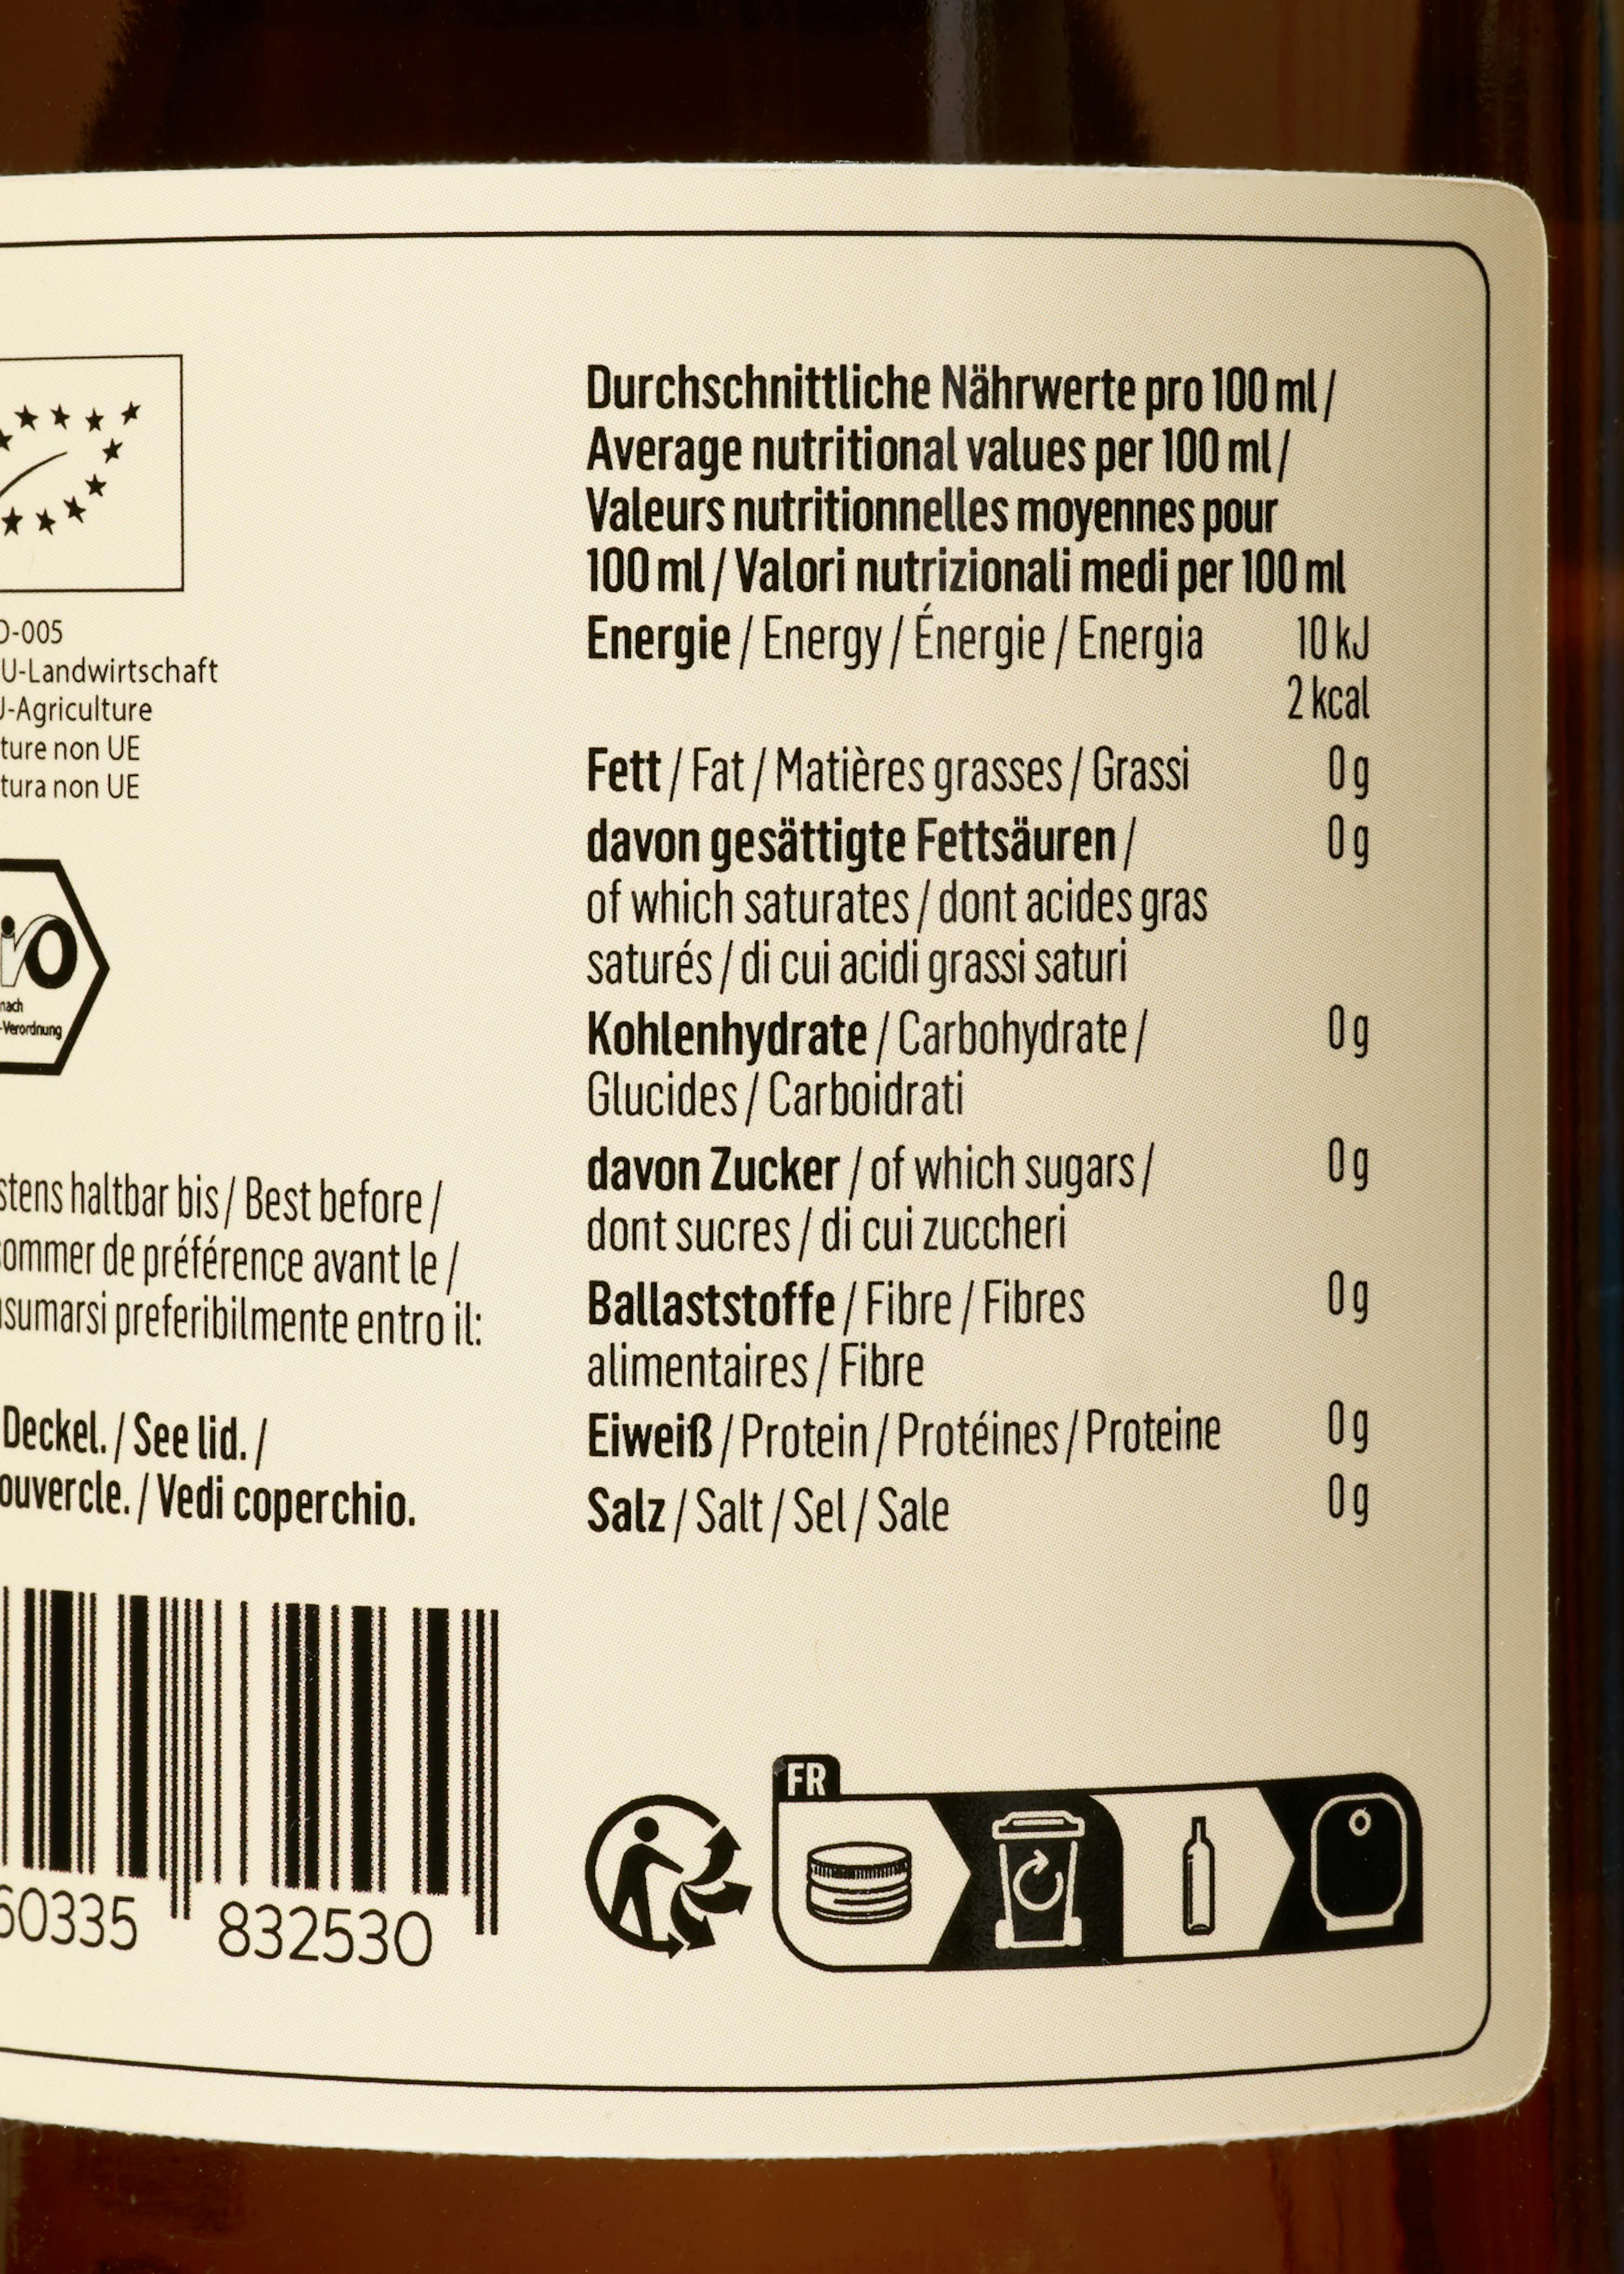 Durchschnittliche Nährwerte pro 100 ml /
Average nutritional values per 100 ml /
Valeurs nutritionnelles moyennes pour
100 ml / Valori nutrizionali medi per 100 ml
Energie / Energy / Énergie / Energia 10 kJ
2 kcal
Fett / Fat / Matières grasses / Grassi 0 g
davon gesättigte Fettsäuren / 0 g
of which saturates / dont acides gras
saturés / di cui acidi grassi saturi
Kohlenhydrate / Carbohydrate / 0 g
Glucides / Carboidrati
davon Zucker / of which sugars / 0 g
dont sucres / di cui zuccheri
Ballaststoffe / Fibre / Fibres 0 g
alimentaires / Fibre
Eiweiß / Protein / Protéines / Proteine 0 g
Salz / Salt / Sel / Sale 0 g
-005
U-Landwirtschaft
-Agriculture
ture non UE
tura non UE
nach
-Verordnung
stens haltbar bis / Best before /
ommer de préférence avant le /
sumarsi preferibilmente entro il:
Deckel. / See lid. /
ouvercle. / Vedi coperchio.
60335 832530
FR